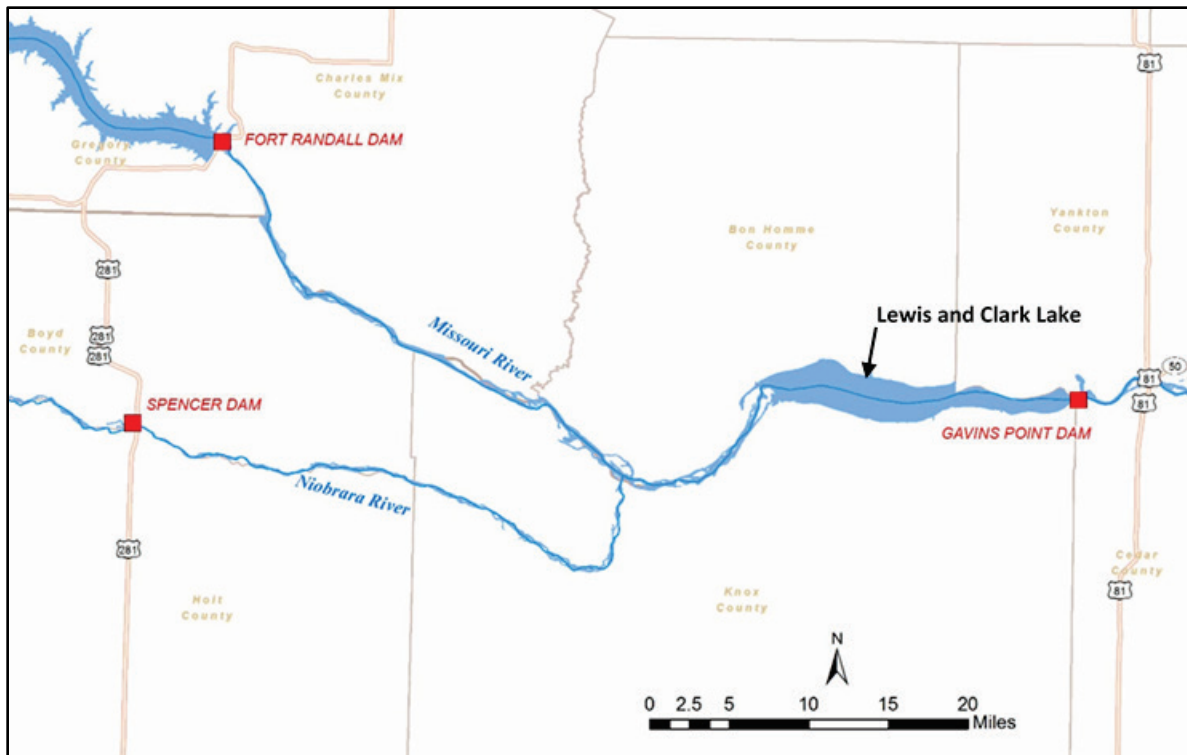 81
Charles Mix
County
FORT RANDALL DAM
Gregory
County
Bon Homme
County
Yankton
County
281
Lewis and Clark Lake
Missouri River
Boyd
County
281
281
50
81
81
SPENCER DAM
GAVINS POINT DAM
Niobrara River
281
Cedar
County
81
Holt
County
Knox
County
N
0 2.5 5 10 15 20
Miles